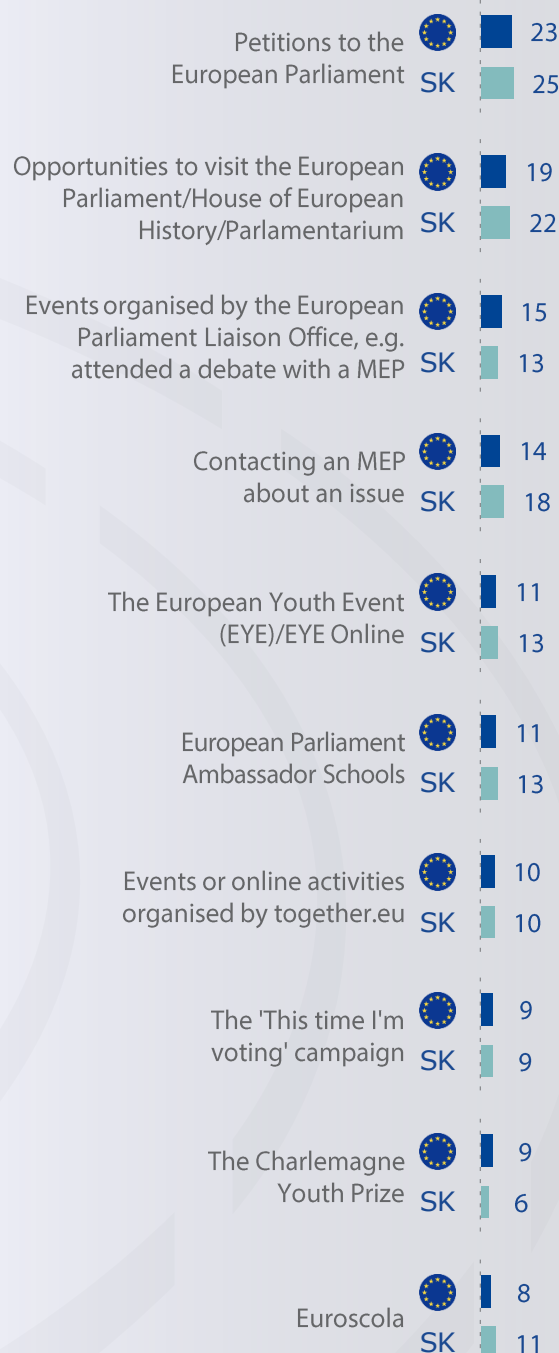 Petitions to the
European Parliament
23
SK 25
Opportunities to visit the European
Parliament/House of European
History/Parlamentarium
19
SK 22
Events organised by the European
Parliament Liaison Office, e.g.
attended a debate with a MEP
15
SK 13
Contacting an MEP
about an issue
14
SK 18
The European Youth Event
(EYE)/EYE Online
11
SK 13
European Parliament
Ambassador Schools
11
SK 13
Events or online activities
organised by together.eu
10
SK 10
The 'This time I'm
voting' campaign
9
SK 9
The Charlemagne
Youth Prize
9
SK 6
Euroscola
8
SK 11